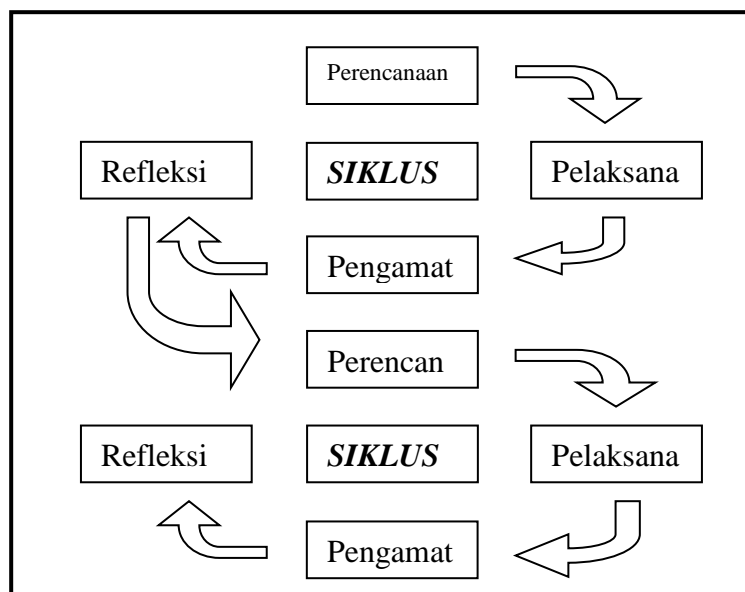 Perencanaan
Refleksi
SIKLUS
Pelaksana
Pengamat
Perencan
Refleksi
SIKLUS
Pelaksana
Pengamat